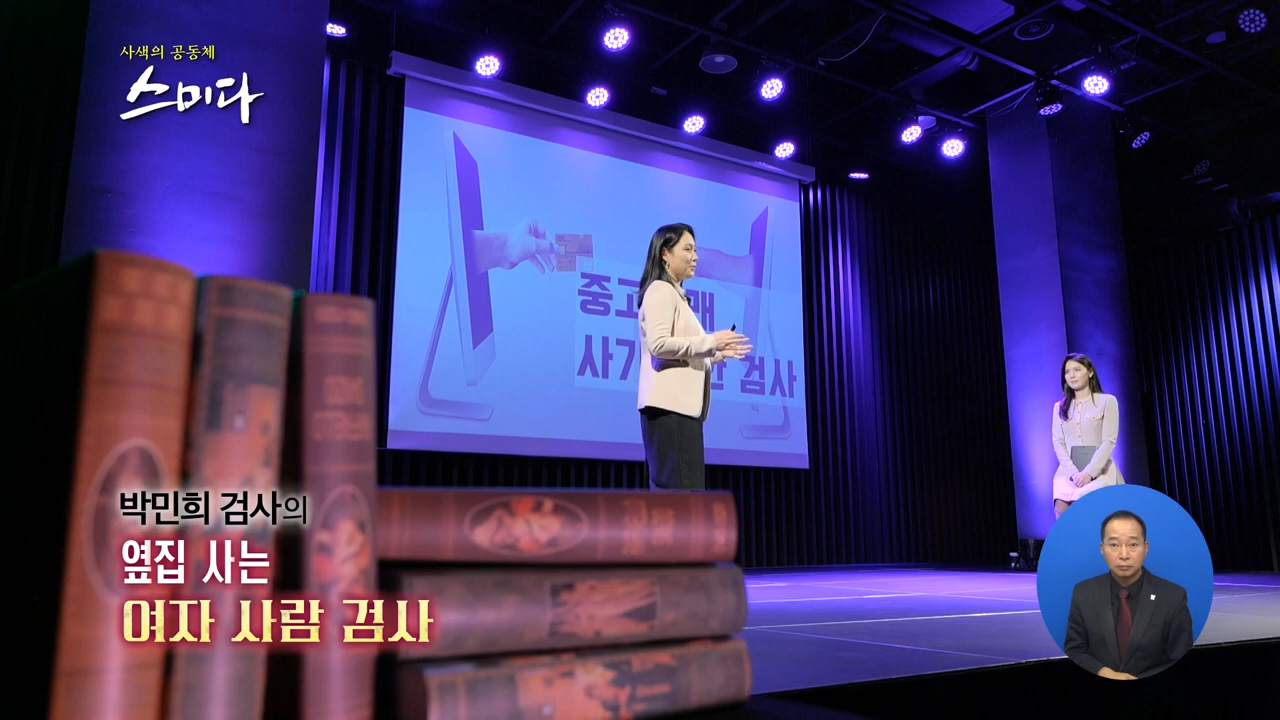 사색의 공동체
스미다
중고 매
사기 검사
박민희 검사의
옆집 사는
여자 사람 검사